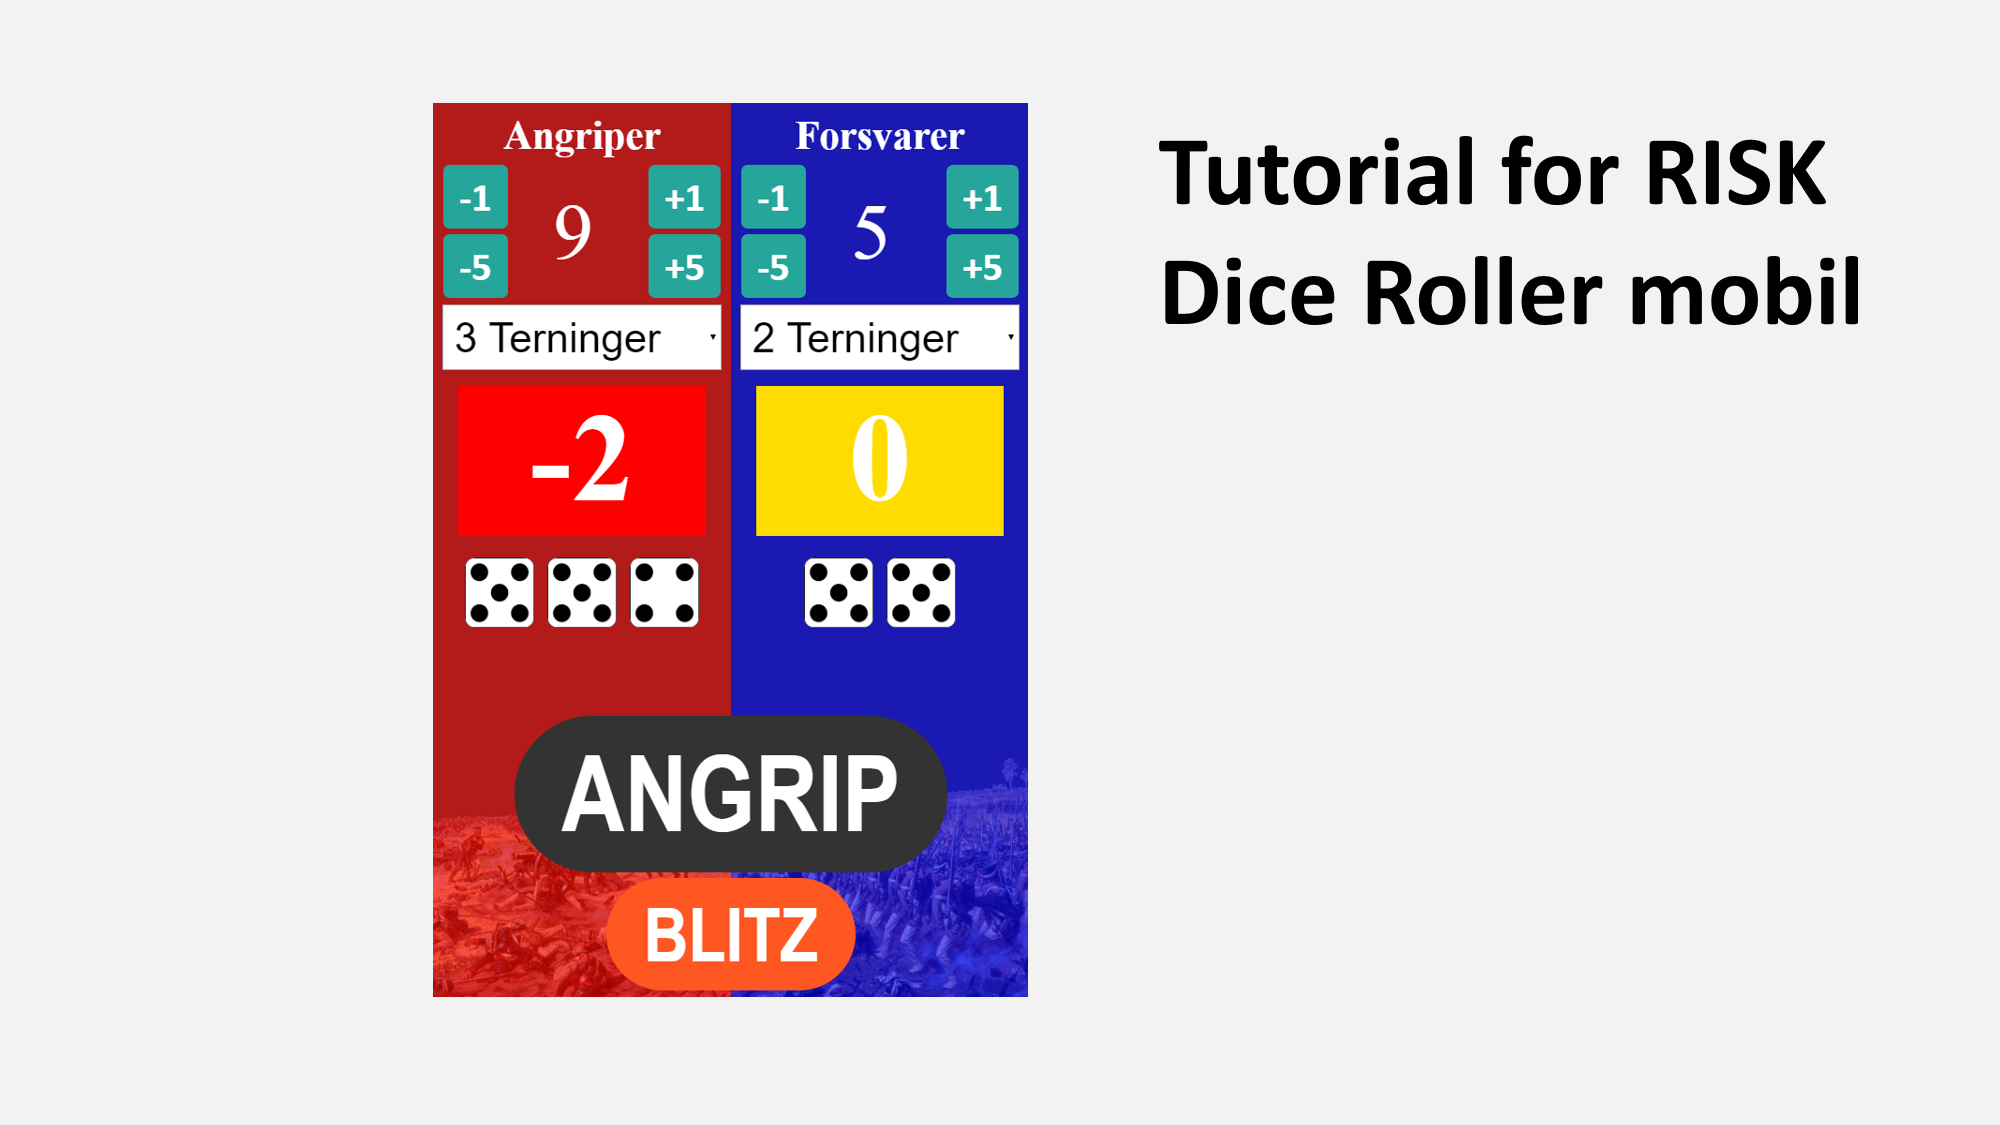 Angriper
Forsvarer
-1
9
+1
-5
+5
-1
5
+1
-5
+5
3 Terninger
2 Terninger
-2
0
ANGRIP
BLITZ
Tutorial for RISK
Dice Roller mobil